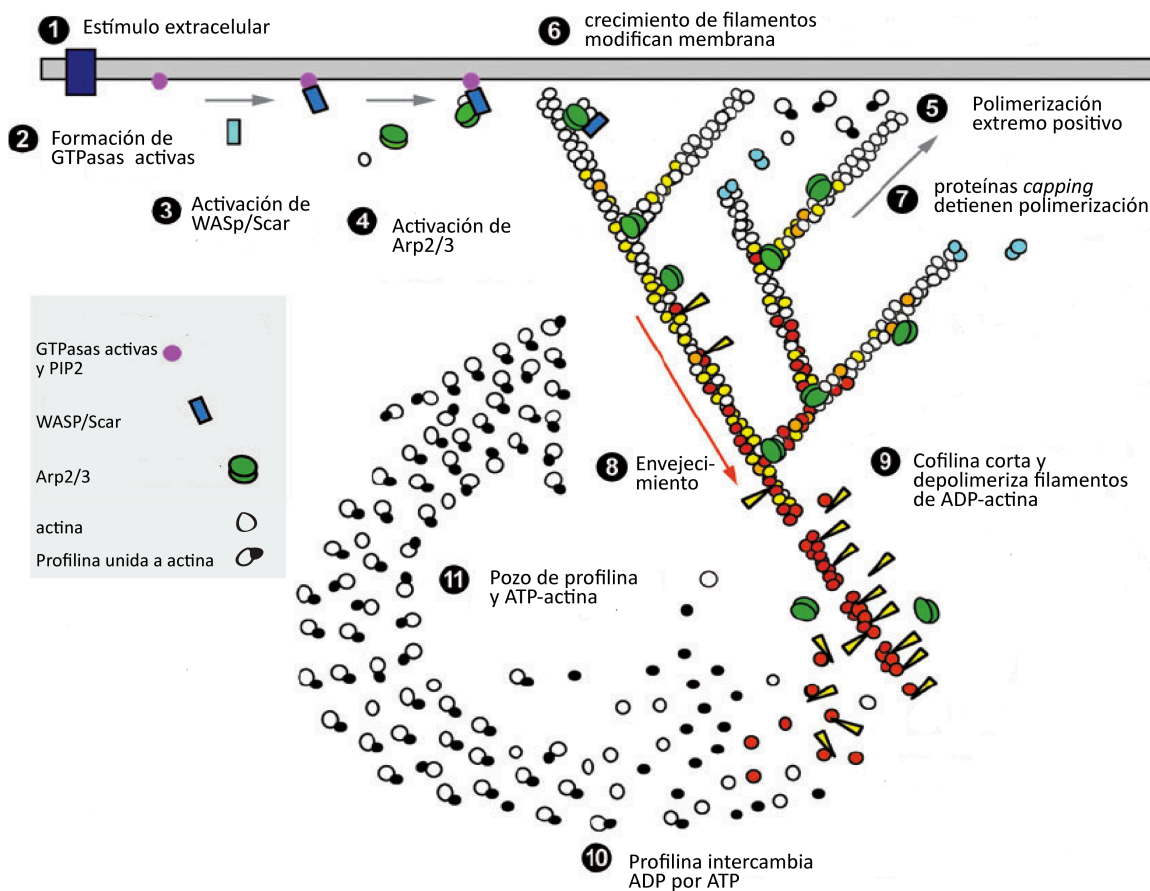 1 Estímulo extracelular
6 crecimiento de filamentos
modifican membrana
2 Formación de
GTPasas activas
3 Activación de
WASp/Scar
4 Activación de
Arp2/3
5 Polimerización
extremo positivo
7 proteínas capping
detienen polimerización
GTPasas activas
y PIP2
WASP/Scar
Arp2/3
actina
Profilina unida a actina
8 Envejeci-
miento
9 Cofilina corta y
depolimeriza filamentos
de ADP-actina
11 Pozo de profilina
y ATP-actina
10 Profilina intercambia
ADP por ATP